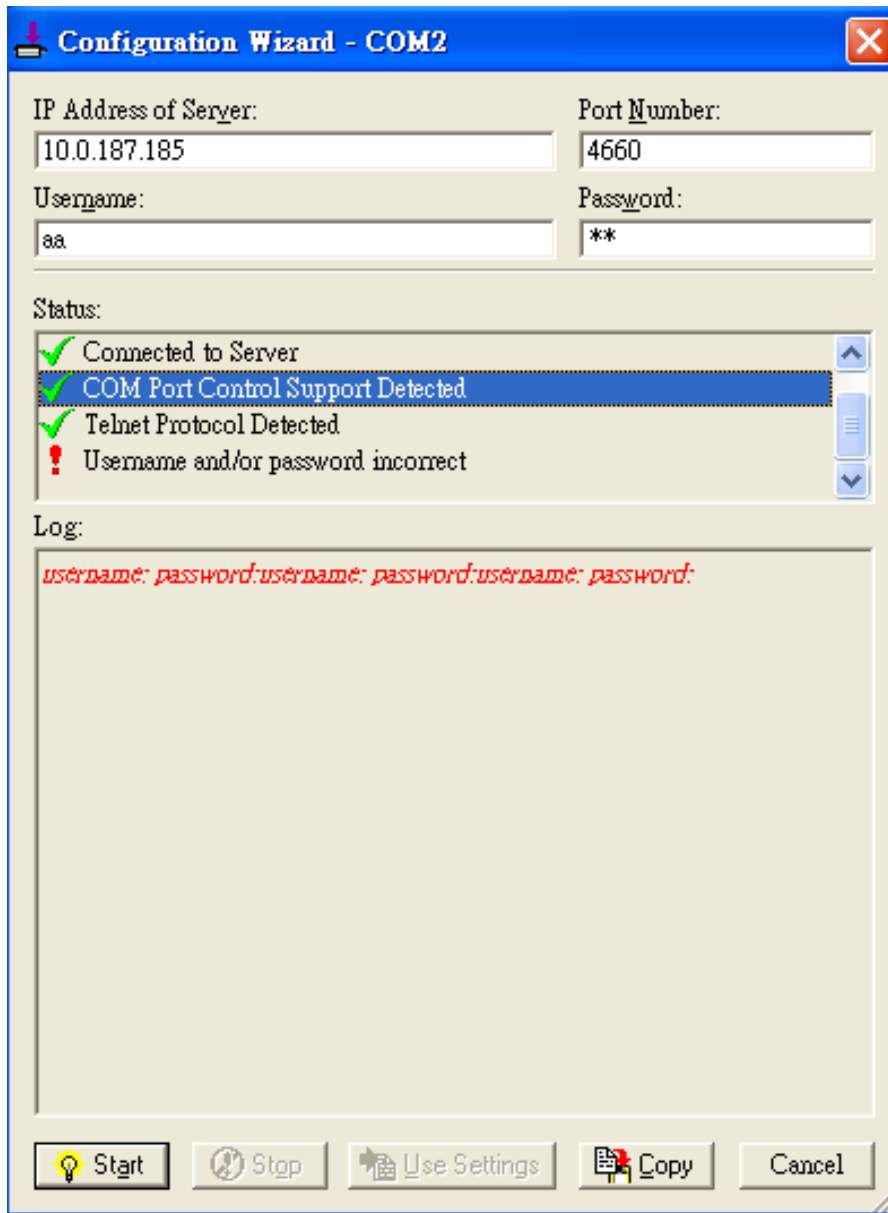 Configuration Wizard - COM2
IP Address of Server:
Port Number:
10.0.187.185
4660
Username:
Password:
aa
**
Status:
Connected to Server
COM Port Control Support Detected
Telnet Protocol Detected
Username and/or password incorrect
Log:
username: password:username: password:username: password:
Start
Stop
Use Settings
Copy
Cancel